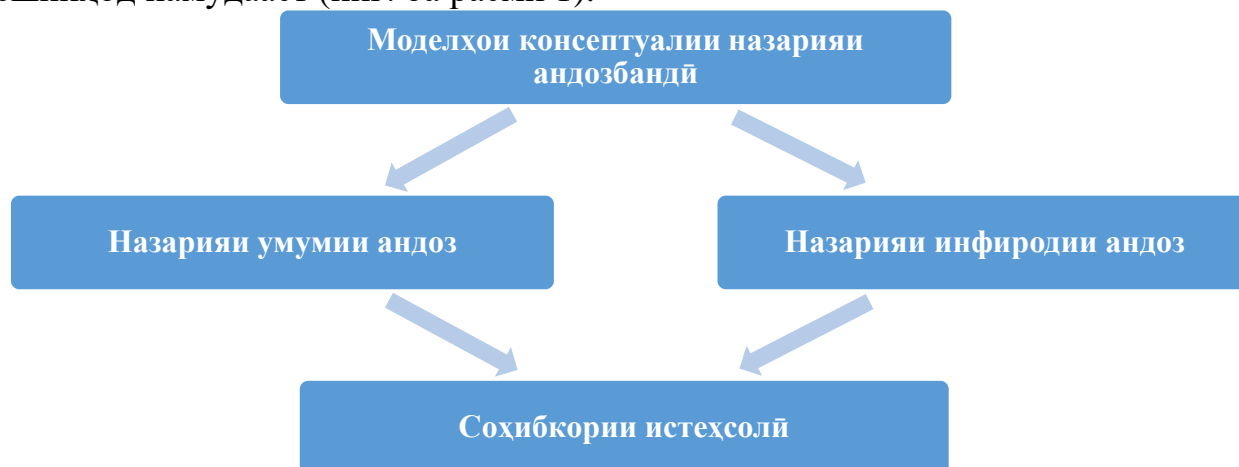 Моделҳои консептуалии назарияи
андозбандӣ
Назарияи умумии андоз
Назарияи инфиродии андоз
Соҳибкории истеҳсолӣ